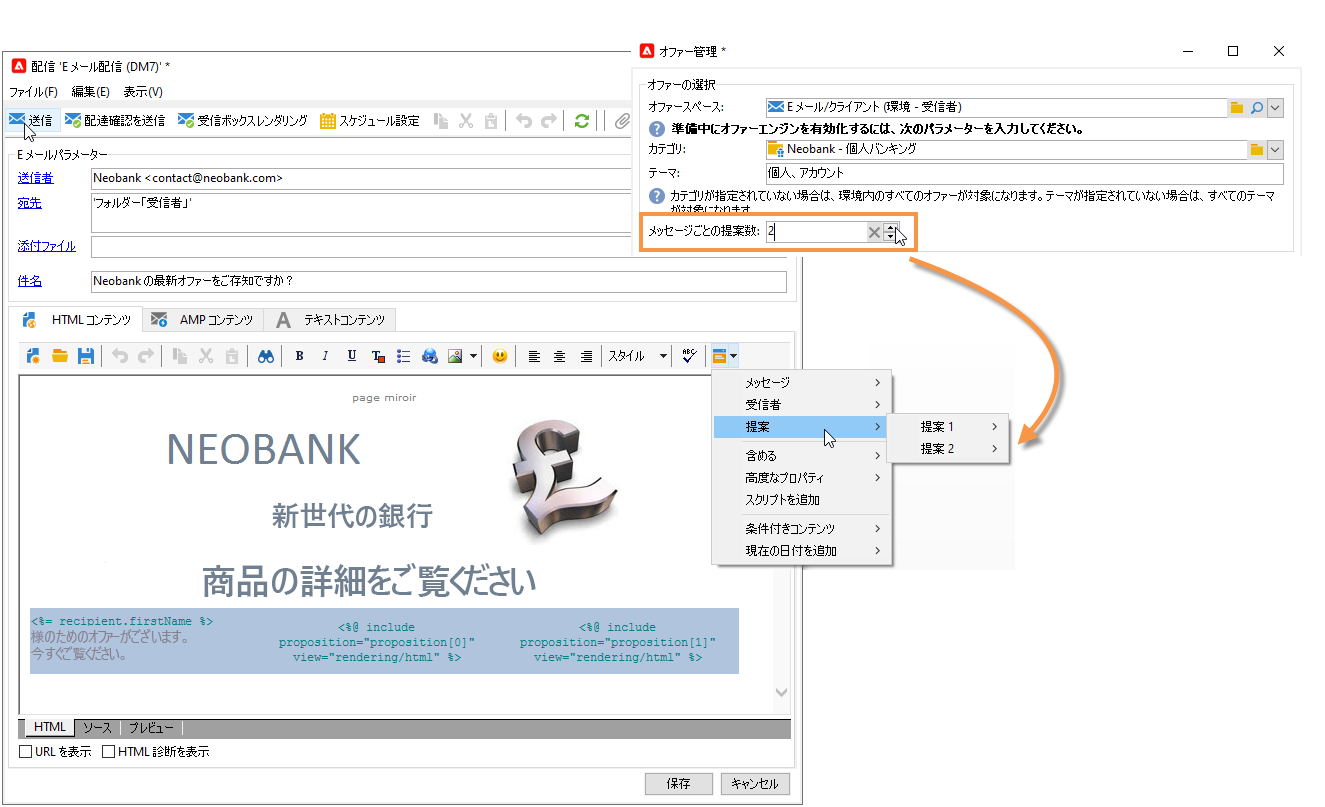 配信 'E メール配信 (DM7)' *
ファイル(F) 編集(E) 表示(V)
送信 配達確認を送信 受信ボックスレンダリング スケジュール設定
E メールパラメーター
送信者 Neobank <contact@neobank.com>
宛先 'フォルダー「受信者」'
添付ファイル
件名 Neobank の最新オファーをご存知ですか？
オファー管理 *
オファーの選択
オファースペース: E メール/クライアント (環境 - 受信者)
準備中にオファーエンジンを有効化するには、次のパラメーターを入力してください。
カテゴリ: Neobank - 個人バンキング
テーマ: 個人、アカウント
カテゴリが指定されていない場合は、環境内のすべてのオファーが対象になります。テーマが指定されていない場合は、すべてのテーマ
が対象になります
メッセージごとの提案数: 2
HTML コンテンツ AMP コンテンツ テキストコンテンツ
B I U スタイル ABC
メッセージ
受信者
提案
含める
高度なプロパティ
スクリプトを追加
条件付きコンテンツ
現在の日付を追加
提案 1
提案 2
page miroir
NEOBANK
新世代の銀行
商品の詳細をご覧ください
<%= recipient.firstName %>
様のためのオファーがございます。
今すぐご覧ください。
<%@ include
proposition="proposition[0]"
view="rendering/html" %>
<%@ include
proposition="proposition[1]"
view="rendering/html" %>
HTML ソース プレビュー
URL を表示 HTML 診断を表示
保存 キャンセル